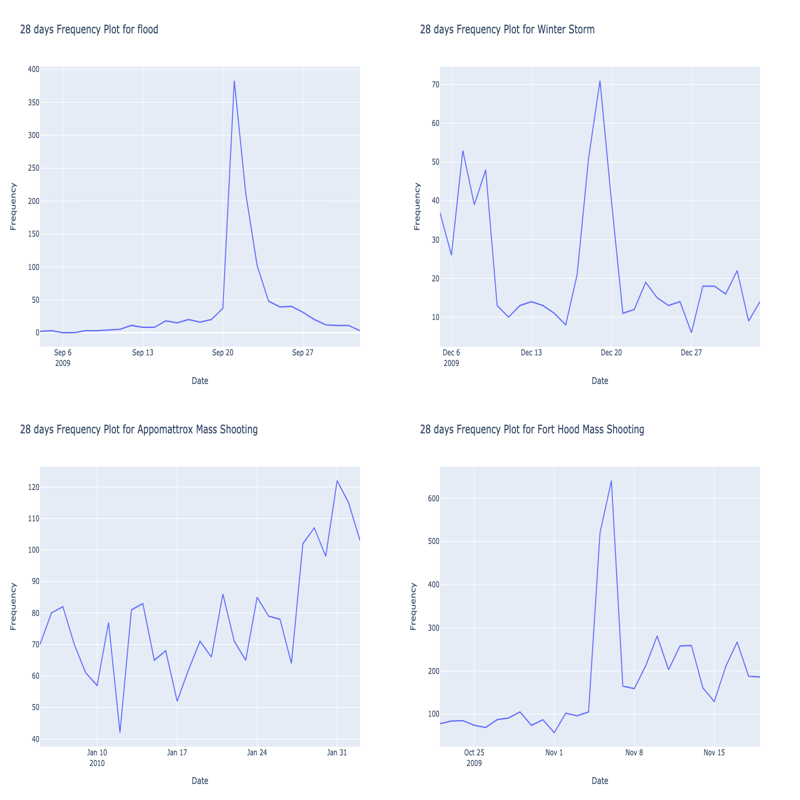 28 days Frequency Plot for flood
400
350
300
250
200
150
100
50
0
Frequency
Sep 6
2009
Sep 13
Sep 20
Sep 27
Date
28 days Frequency Plot for Winter Storm
70
60
50
40
30
20
10
Frequency
Dec 6
2009
Dec 13
Dec 20
Dec 27
Date
28 days Frequency Plot for Appomattrox Mass Shooting
120
110
100
90
80
70
60
50
40
Frequency
Jan 10
2010
Jan 17
Jan 24
Jan 31
Date
28 days Frequency Plot for Fort Hood Mass Shooting
600
500
400
300
200
100
Frequency
Oct 25
2009
Nov 1
Nov 8
Nov 15
Date